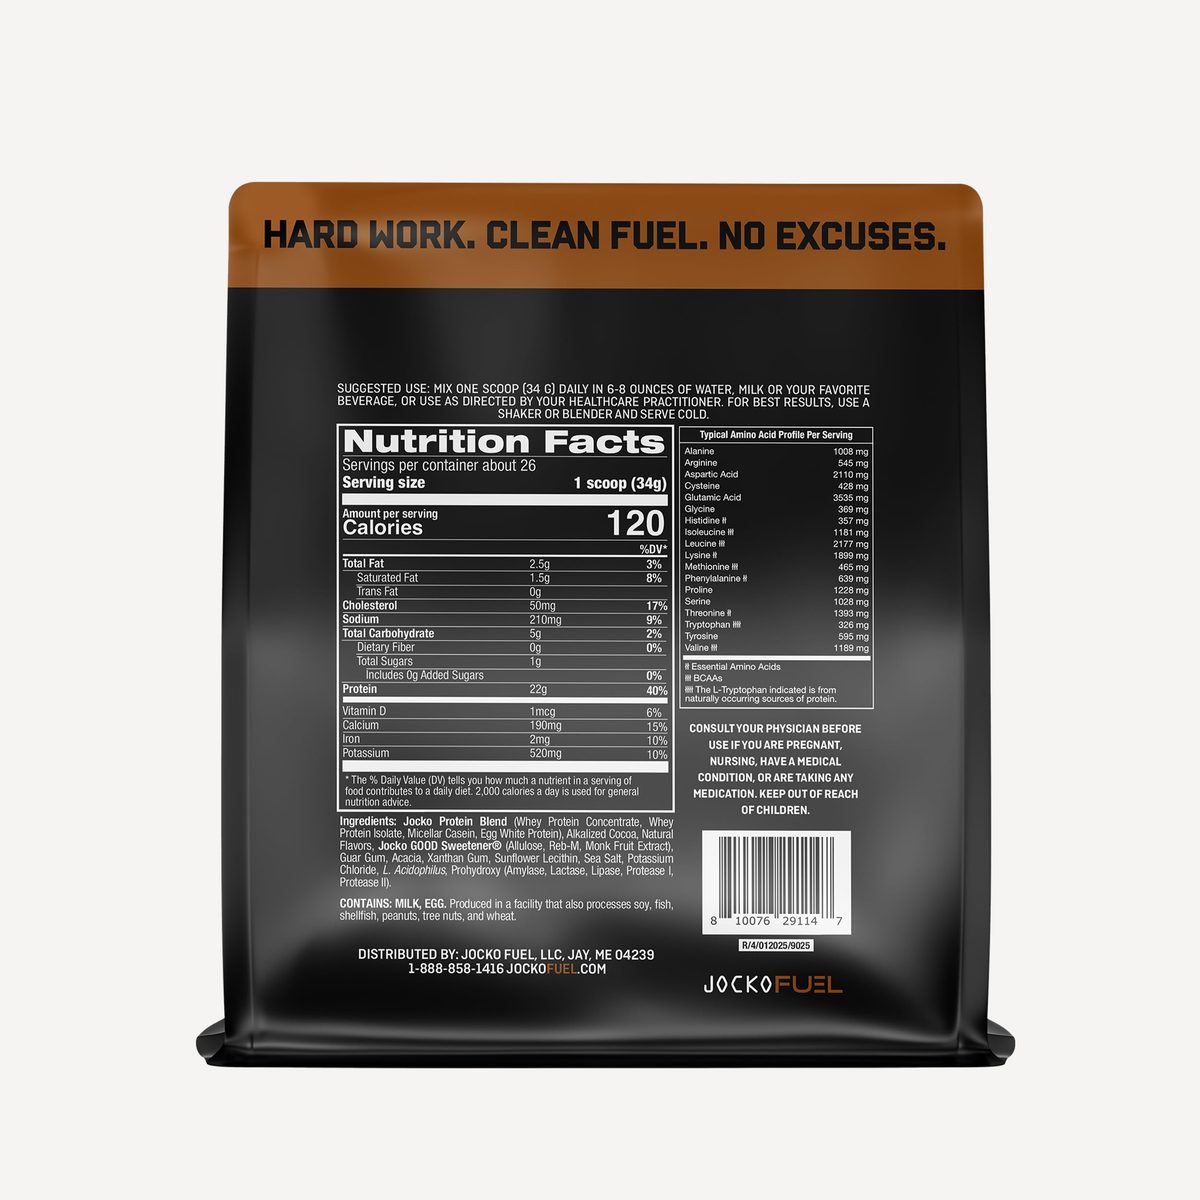 HARD WORK. CLEAN FUEL. NO EXCUSES.
SUGGESTED USE: MIX ONE SCOOP (34 G) DAILY IN 6-8 OUNCES OF WATER, MILK OR YOUR FAVORITE
BEVERAGE, OR USE AS DIRECTED BY YOUR HEALTHCARE PRACTITIONER. FOR BEST RESULTS, USE A
SHAKER OR BLENDER AND SERVE COLD.
Nutrition Facts
Servings per container about 26
Serving size 1 scoop (34g)
Amount per serving
Calories 120
%DV*
Total Fat 2.5g 3%
Saturated Fat 1.5g 8%
Trans Fat 0g
Cholesterol 50mg 17%
Sodium 210mg 9%
Total Carbohydrate 5g 2%
Dietary Fiber 0g 0%
Total Sugars 1g
Includes 0g Added Sugars 0%
Protein 22g 40%
Vitamin D 1mcg 6%
Calcium 190mg 15%
Iron 2mg 10%
Potassium 520mg 10%
* The % Daily Value (DV) tells you how much a nutrient in a serving of
food contributes to a daily diet. 2,000 calories a day is used for general
nutrition advice.
Ingredients: Jocko Protein Blend (Whey Protein Concentrate, Whey
Protein Isolate, Micellar Casein, Egg White Protein), Alkalized Cocoa, Natural
Flavors, Jocko GOOD Sweetener® (Allulose, Reb-M, Monk Fruit Extract),
Guar Gum, Acacia, Xanthan Gum, Sunflower Lecithin, Sea Salt, Potassium
Chloride, L. Acidophilus, Prohydroxy (Amylase, Lactase, Lipase, Protease I,
Protease II).
CONTAINS: MILK, EGG. Produced in a facility that also processes soy, fish,
shellfish, peanuts, tree nuts, and wheat.
DISTRIBUTED BY: JOCKO FUEL, LLC, JAY, ME 04239
1-888-858-1416 JOCKOFUEL.COM
Typical Amino Acid Profile Per Serving
Alanine 1008 mg
Arginine 545 mg
Aspartic Acid 2110 mg
Cysteine 428 mg
Glutamic Acid 3535 mg
Glycine 369 mg
Histidine ⵌ 357 mg
Isoleucine 1181 mg
Leucine 2177 mg
Lysine 1899 mg
Methionine 465 mg
Phenylalanine 639 mg
Proline 1228 mg
Serine 1028 mg
Threonine 1393 mg
Tryptophan 326 mg
Tyrosine 595 mg
Valine 1189 mg
Essential Amino Acids
BCAAs
The L-Tryptophan indicated is from
naturally occurring sources of protein.
CONSULT YOUR PHYSICIAN BEFORE
USE IF YOU ARE PREGNANT,
NURSING, HAVE A MEDICAL
CONDITION, OR ARE TAKING ANY
MEDICATION. KEEP OUT OF REACH
OF CHILDREN.
8 10076 29114 7
R/4/012025/9025
JOCKOFUEL